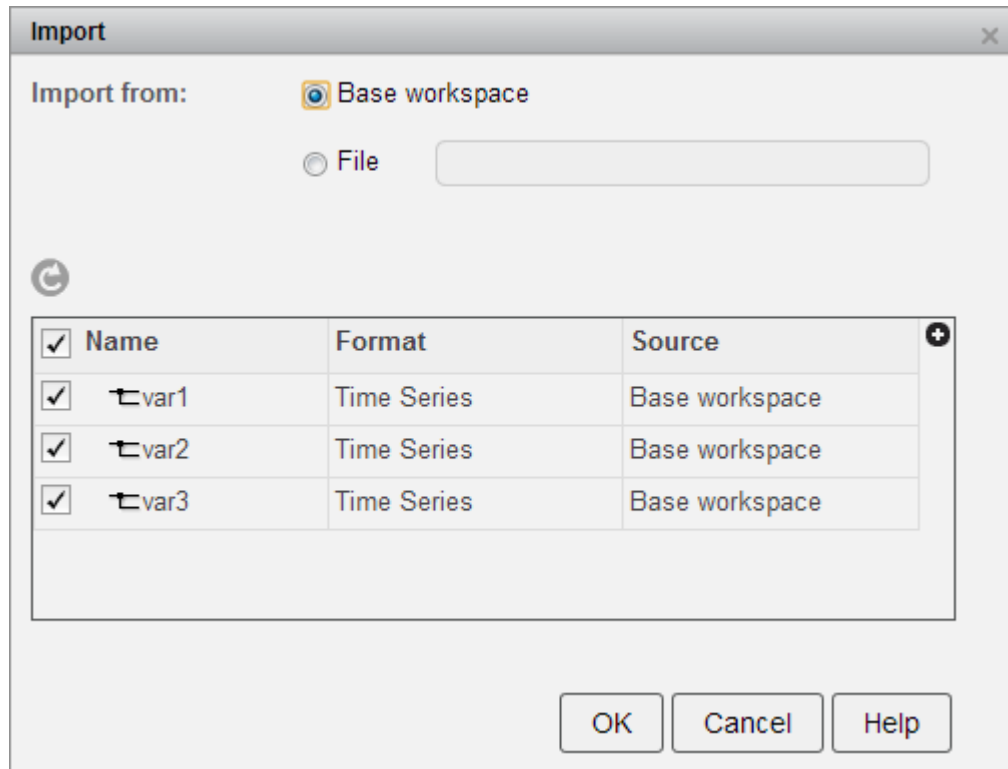 Import
Import from: Base workspace
File
Name Format Source
var1 Time Series Base workspace
var2 Time Series Base workspace
var3 Time Series Base workspace
OK Cancel Help